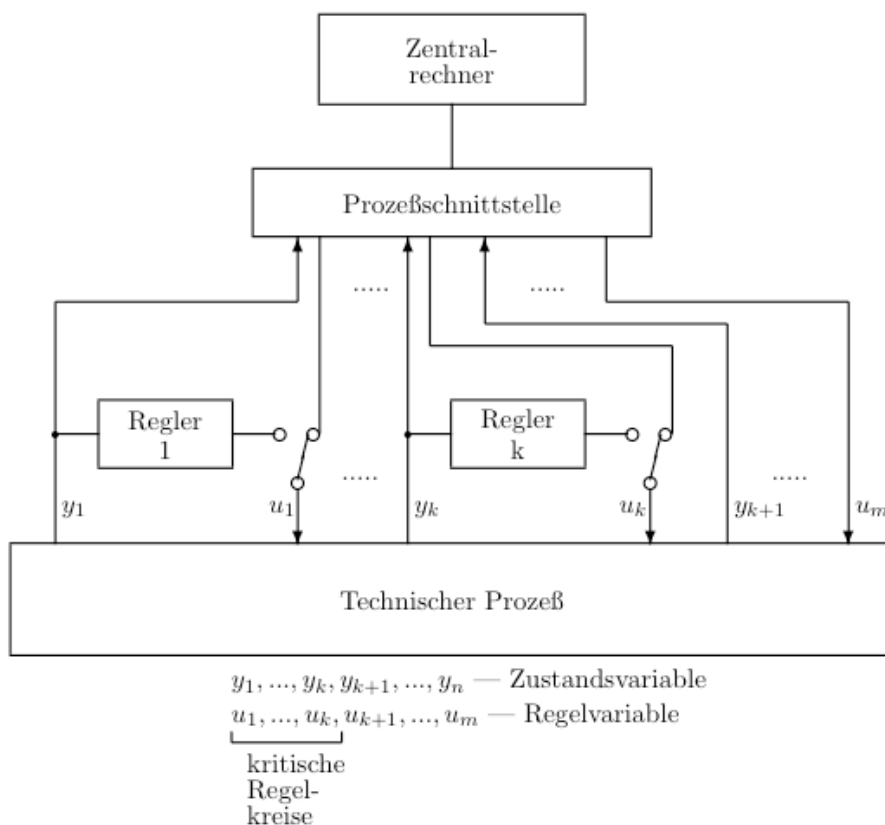 Zentral-
rechner
Prozeßschnittstelle
..... .....
Regler
1
Regler
k
..... .....
y₁ u₁ yₖ uₖ yₖ₊₁ uₘ
Technischer Prozeß
y₁, ..., yₖ, yₖ₊₁, ..., yₙ — Zustandsvariable
u₁, ..., uₖ, uₖ₊₁, ..., uₘ — Regelvariable
kritische
Regel-
kreise